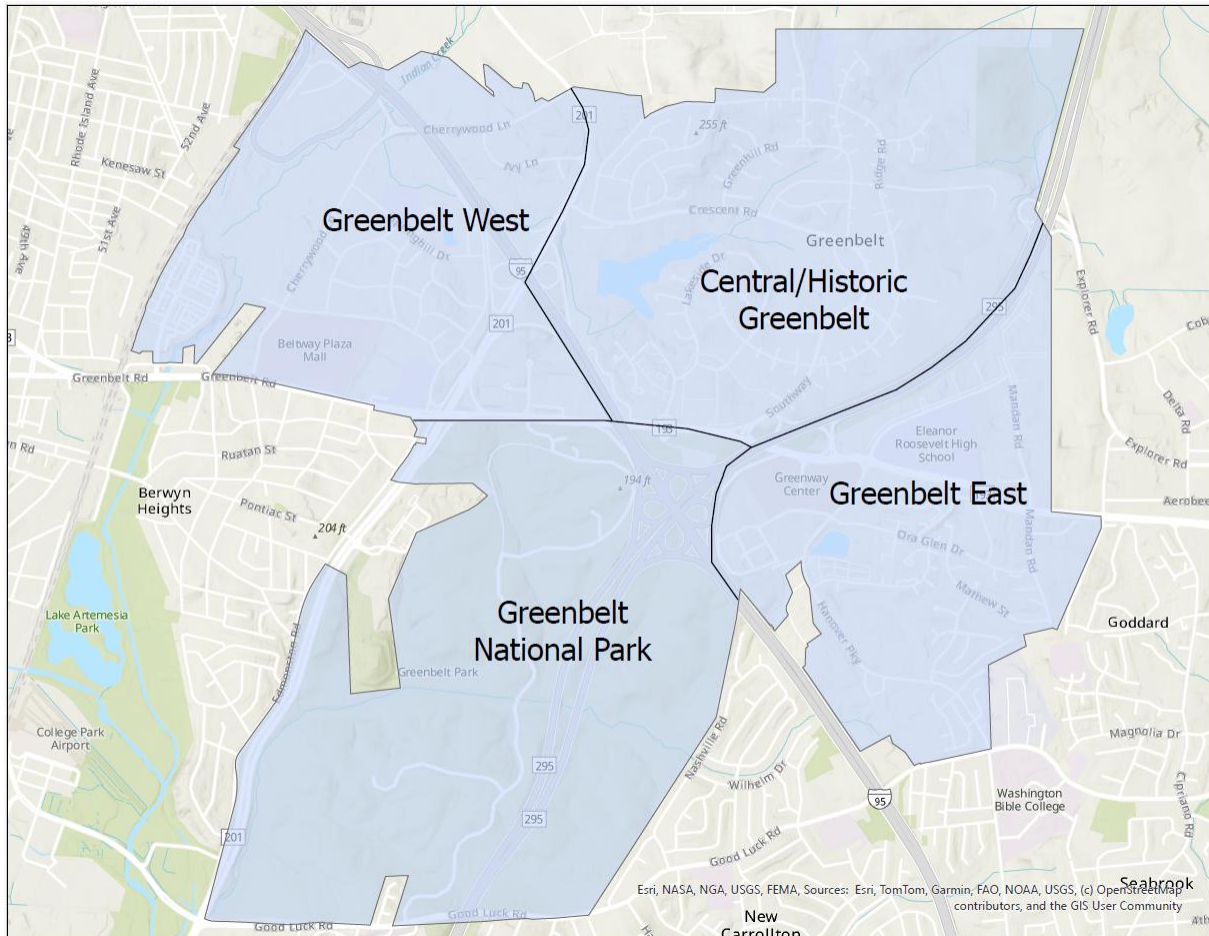 Indian Creek
201
255 ft
Rhode Island Ave
52nd Ave
Cherrywood Ln
Greenhill Rd
Ridge Rd
Kenesaw St
Ivy Ln
51st Ave
Crescent Rd
49th Ave
Greenbelt West
Greenbelt
Cherrywood
95
Lakeside Dr
Central/Historic
Greenbelt
Explorer Rd
295
201
Beltway Plaza
Mall
Greenbelt Rd
Greenbelt Rd
Southway
Mandan Rd
Delta Rd
193
Eleanor
Roosevelt High
School
Ruatan St
Explorer Rd
194 ft
Greenway
Center
Greenbelt East
Berwyn
Heights
Pontiac St
204 ft
Mandan Rd
Ora Glen Dr
Mathew St
Lake Artemesia
Park
Greenbelt
National Park
Hanover Pky
Goddard
Edmonston Rd
Greenbelt Park
College Park
Airport
Nashville Rd
Magnolia Dr
295
Wilhelm Dr
95
Washington
Bible College
Cipriano Rd
295
201
Good Luck Rd
Esri, NASA, NGA, USGS, FEMA, Sources: Esri, TomTom, Garmin, FAO, NOAA, USGS, (c) OpenStreetMap
contributors, and the GIS User Community
Seabrook
Good Luck Rd
Good Luck Rd
New
Carrollton